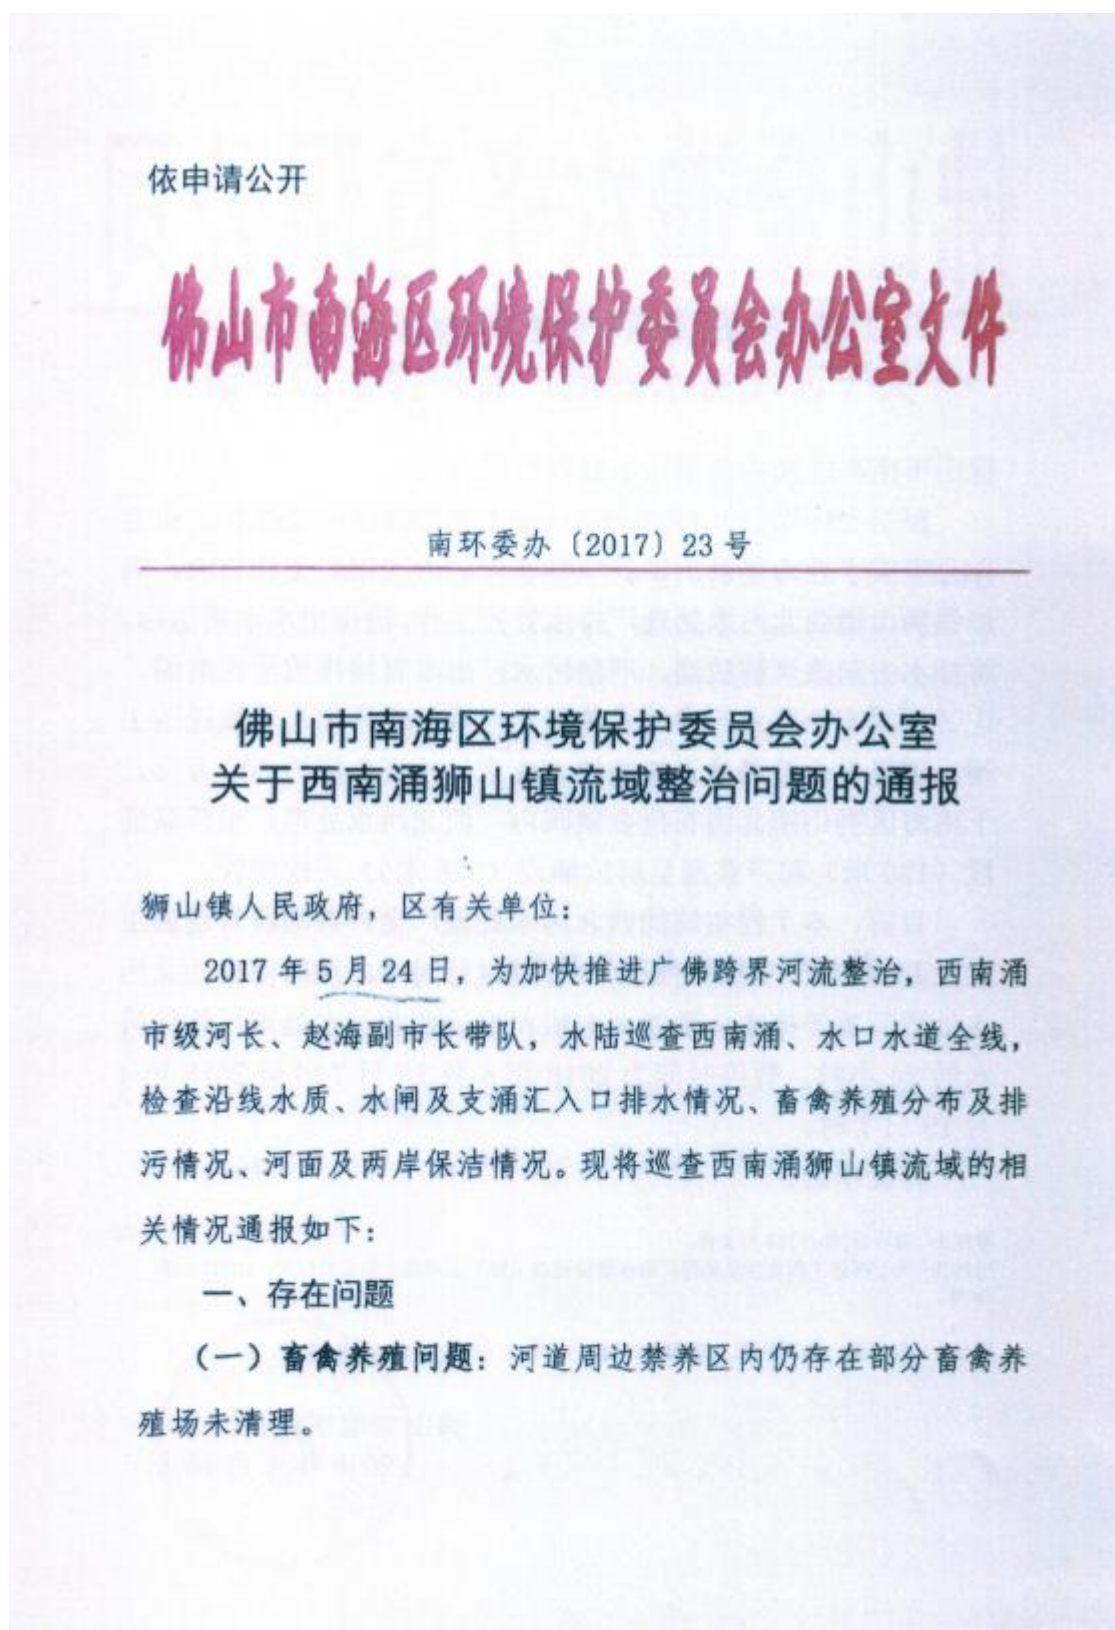 依申请公开
佛山市南海区环境保护委员会办公室文件
南环委办〔2017〕23号
佛山市南海区环境保护委员会办公室
关于西南涌狮山镇流域整治问题的通报
狮山镇人民政府，区有关单位：
2017年5月24日，为加快推进广佛跨界河流整治，西南涌
市级河长、赵海副市长带队，水陆巡查西南涌、水口水道全线，
检查沿线水质、水闸及支涌汇入口排水情况、畜禽养殖分布及排
污情况、河面及两岸保洁情况。现将巡查西南涌狮山镇流域的相
关情况通报如下：
一、存在问题
（一）畜禽养殖问题：河道周边禁养区内仍存在部分畜禽养
殖场未清理。